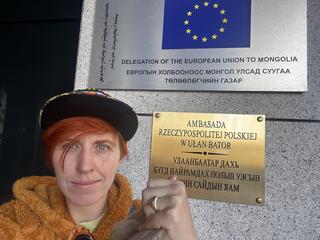 DELEGATION OF THE EUROPEAN UNION TO MONGOLIA
ЕВРОПЫН ХОЛБООНООС МОНГОЛ УЛСАД СУУГАА
ТӨЛӨӨЛӨГЧИЙН ГАЗАР
AMBASADA
RZECZYPOSPOLITEJ POLSKIEJ
W UŁAN BATOR
УЛААНБААТАР ДАХЬ
БҮГД НАЙРАМДАХ ПОЛЬШ УЛСЫН
САЙДЫН ЯАМ